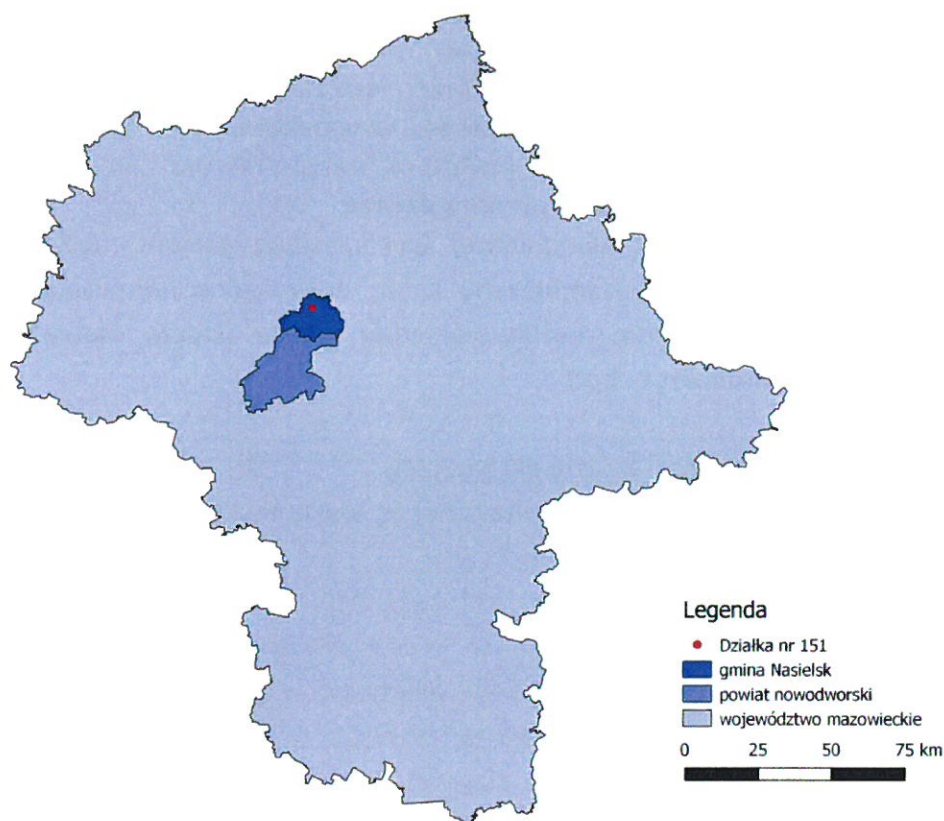 Legenda
Działka nr 151
gmina Nasielsk
powiat nowodworski
województwo mazowieckie
0 25 50 75 km